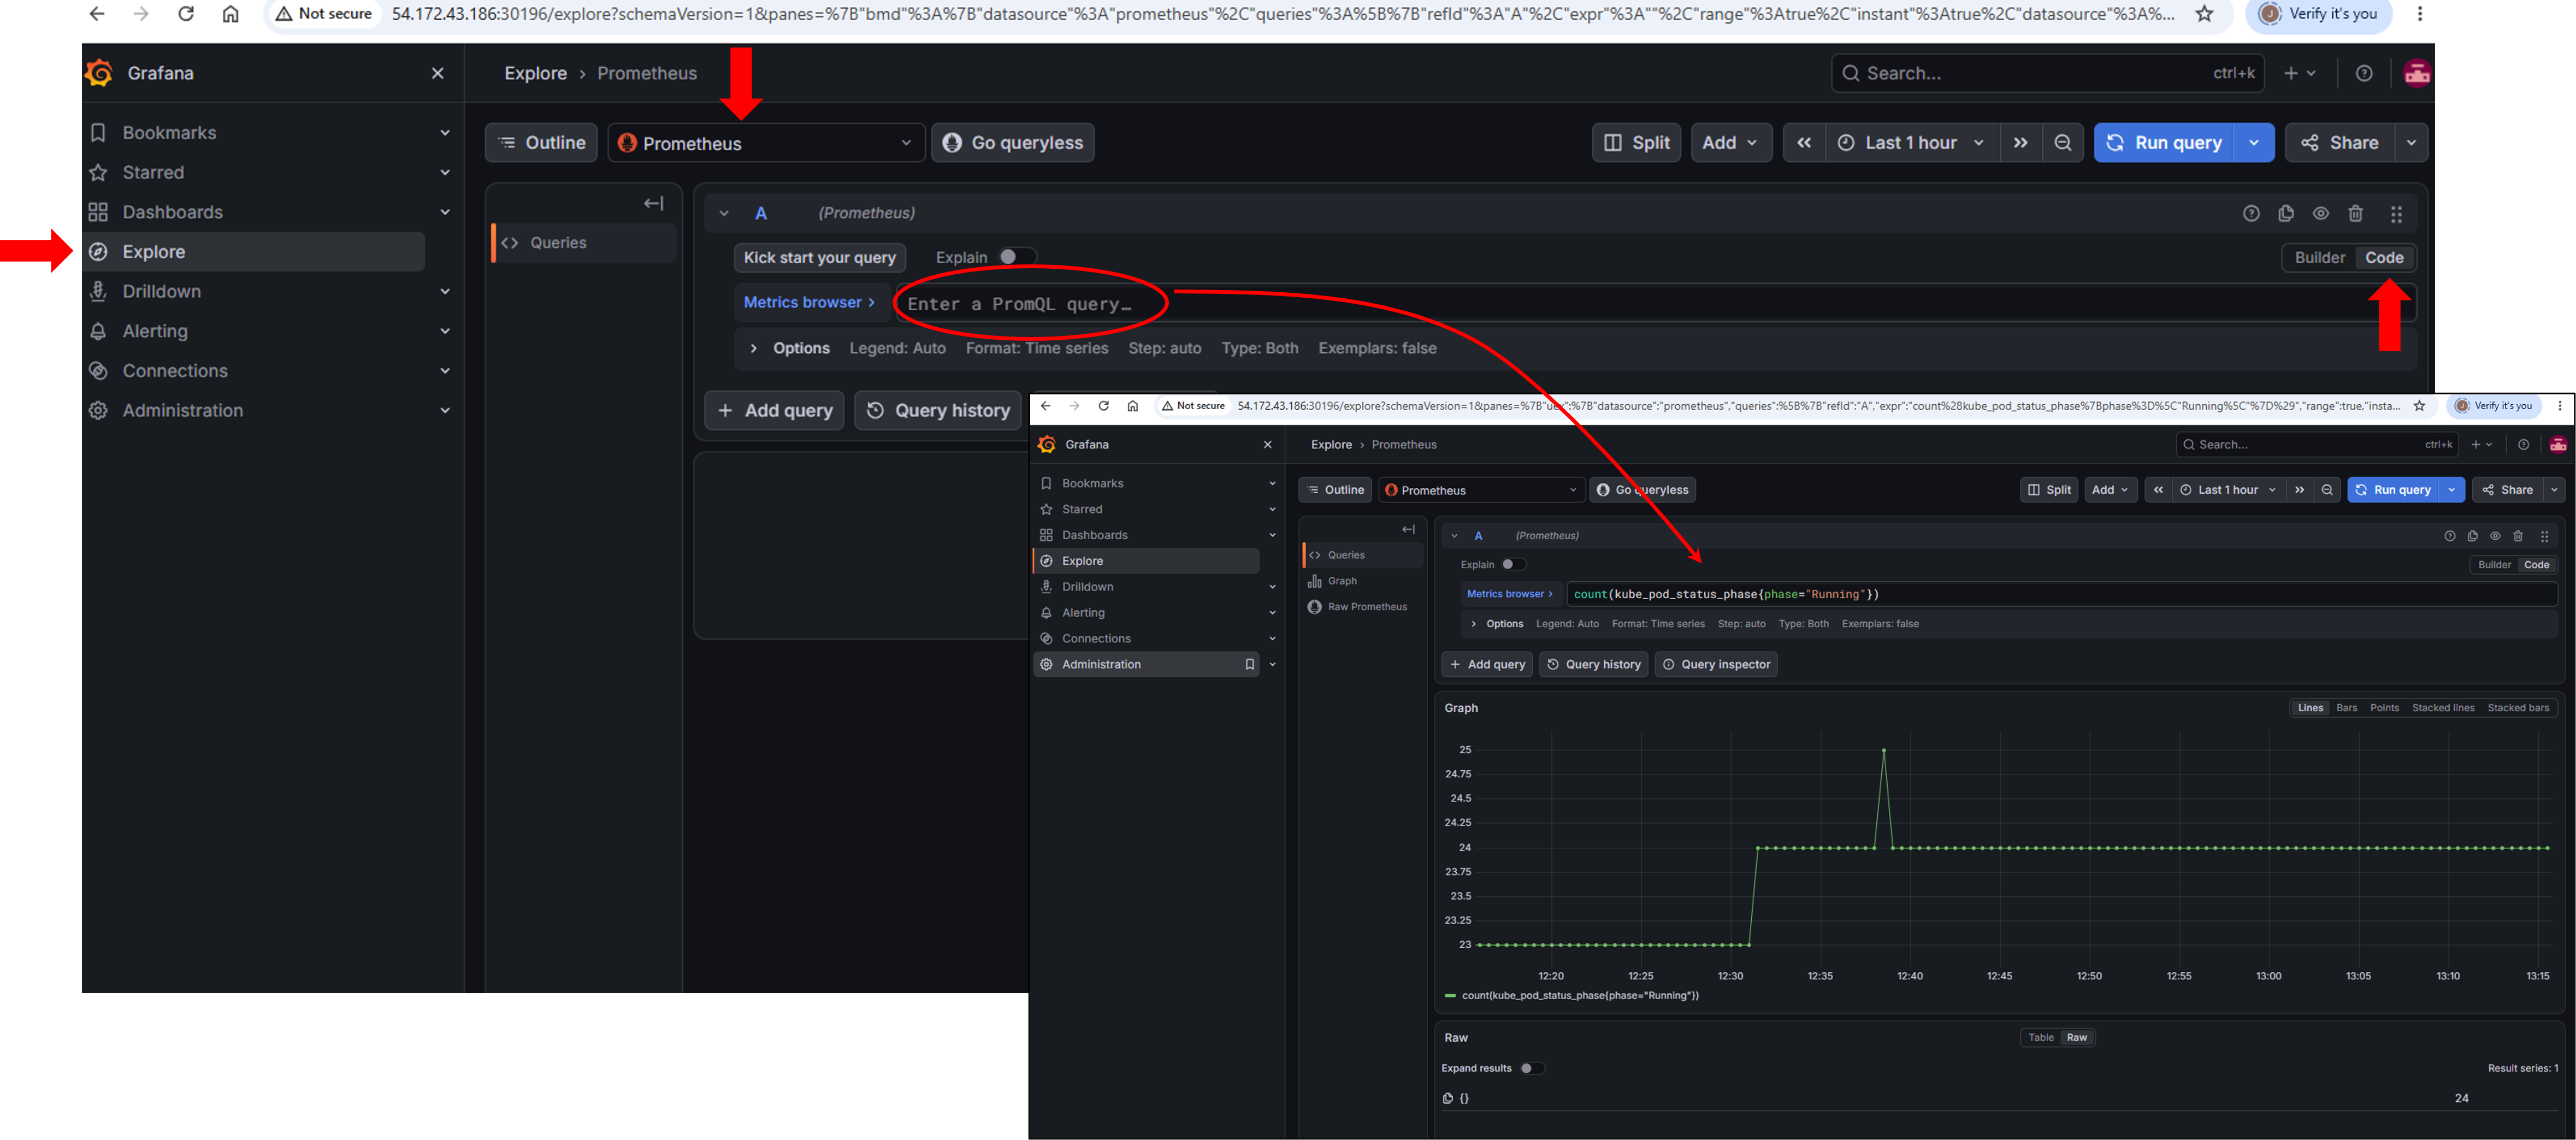 Not secure 54.172.43.186:30196/explore?schemaVersion=1&panes=%7B"bmd"%3A%7B"datasource"%3A"prometheus"%2C"queries"%3A%5B%7B"refId"%3A"A"%2C"expr"%3A""%2C"range"%3Atrue%2C"instant"%3Atrue%2C"datasource"%3A%... Verify it's you
Grafana
Explore › Prometheus
Search... ctrl+k
Bookmarks
Starred
Dashboards
Explore
Drilldown
Alerting
Connections
Administration
Outline Prometheus Go queryless Split Add Last 1 hour Run query Share
Queries
A (Prometheus)
Kick start your query Explain Builder Code
Metrics browser > Enter a PromQL query…
Options Legend: Auto Format: Time series Step: auto Type: Both Exemplars: false
+ Add query Query history
Not secure 54.172.43.186:30196/explore?schemaVersion=1&panes=%7B"ue :%7B"datasource":"prometheus","queries":%5B%7B"refId":"A","expr":"count%28kube_pod_status_phase%7Bphase%3D%5C"Running%5C"%7D%29","range":true,"insta... Verify it's you
Grafana
Explore › Prometheus
Search... ctrl+k
Bookmarks
Starred
Dashboards
Explore
Drilldown
Alerting
Connections
Administration
Outline Prometheus Go queryless Split Add Last 1 hour Run query Share
Queries
Graph
Raw Prometheus
A (Prometheus)
Explain Builder Code
Metrics browser > count(kube_pod_status_phase{phase="Running"})
Options Legend: Auto Format: Time series Step: auto Type: Both Exemplars: false
+ Add query Query history Query inspector
Graph Lines Bars Points Stacked lines Stacked bars
25
24.75
24.5
24.25
24
23.75
23.5
23.25
23
12:20 12:25 12:30 12:35 12:40 12:45 12:50 12:55 13:00 13:05 13:10 13:15
count(kube_pod_status_phase{phase="Running"})
Raw Table Raw
Expand results Result series: 1
{} 24